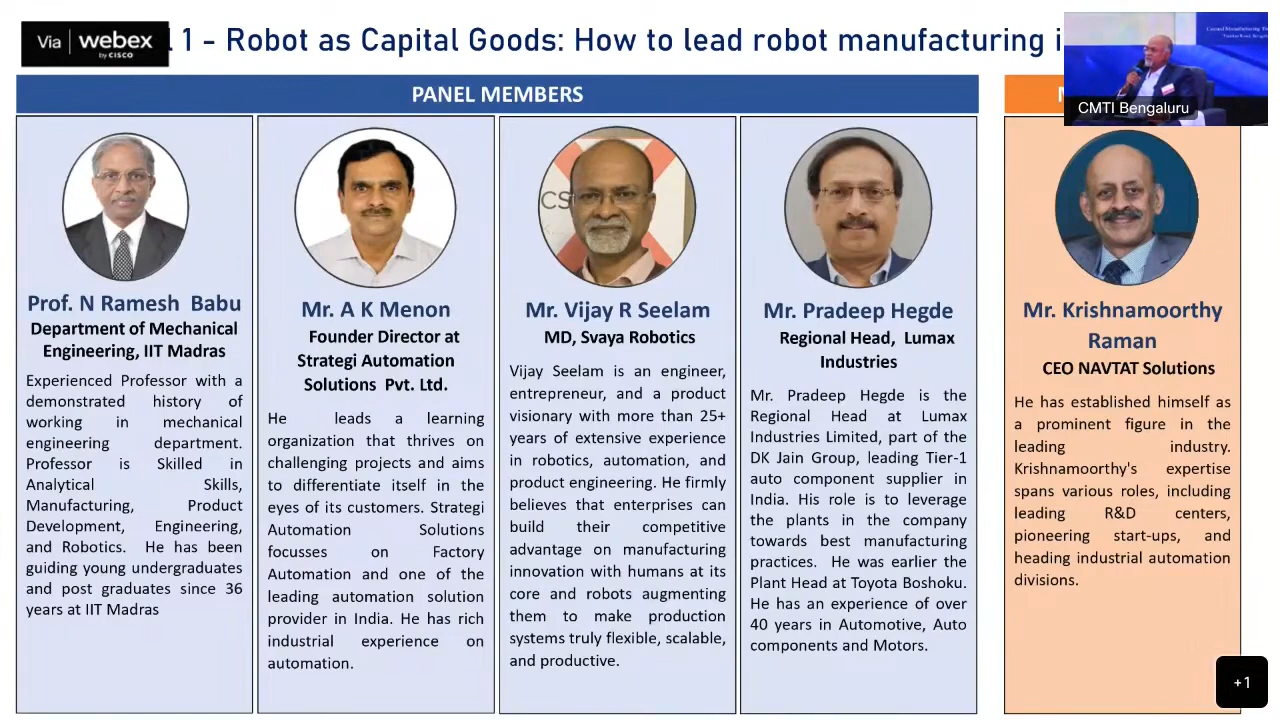 Via webex
by CISCO
1 - Robot as Capital Goods: How to lead robot manufacturing i
CMTI Bengaluru
PANEL MEMBERS
Prof. N Ramesh Babu
Department of Mechanical
Engineering, IIT Madras
Experienced Professor with a
demonstrated history of
working in mechanical
engineering department.
Professor is Skilled in
Analytical Skills,
Manufacturing, Product
Development, Engineering,
and Robotics. He has been
guiding young undergraduates
and post graduates since 36
years at IIT Madras
Mr. A K Menon
Founder Director at
Strategi Automation
Solutions Pvt. Ltd.
He leads a learning
organization that thrives on
challenging projects and aims
to differentiate itself in the
eyes of its customers. Strategi
Automation Solutions
focusses on Factory
Automation and one of the
leading automation solution
provider in India. He has rich
industrial experience on
automation.
CS
Mr. Vijay R Seelam
MD, Svaya Robotics
Vijay Seelam is an engineer,
entrepreneur, and a product
visionary with more than 25+
years of extensive experience
in robotics, automation, and
product engineering. He firmly
believes that enterprises can
build their competitive
advantage on manufacturing
innovation with humans at its
core and robots augmenting
them to make production
systems truly flexible, scalable,
and productive.
Mr. Pradeep Hegde
Regional Head, Lumax
Industries
Mr. Pradeep Hegde is the
Regional Head at Lumax
Industries Limited, part of the
DK Jain Group, leading Tier-1
auto component supplier in
India. His role is to leverage
the plants in the company
towards best manufacturing
practices. He was earlier the
Plant Head at Toyota Boshoku.
He has an experience of over
40 years in Automotive, Auto
components and Motors.
Mr. Krishnamoorthy
Raman
CEO NAVTAT Solutions
He has established himself as
a prominent figure in the
leading industry.
Krishnamoorthy's expertise
spans various roles, including
leading R&D centers,
pioneering start-ups, and
heading industrial automation
divisions.
+1